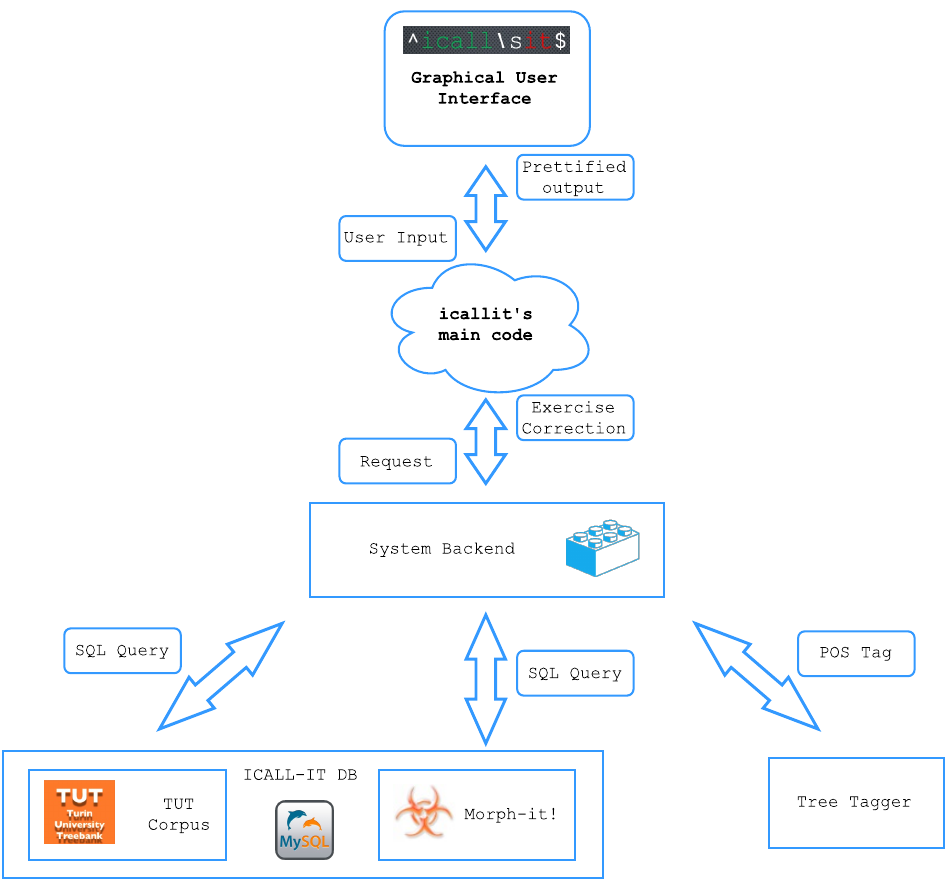 ^icall\sit$
Graphical User
Interface
Prettified
output
User Input
icallit's
main code
Exercise
Correction
Request
System Backend
SQL Query
SQL Query
POS Tag
ICALL-IT DB
TUT
Turin
University
Treebank
TUT
Corpus
MySQL
Morph-it!
Tree Tagger